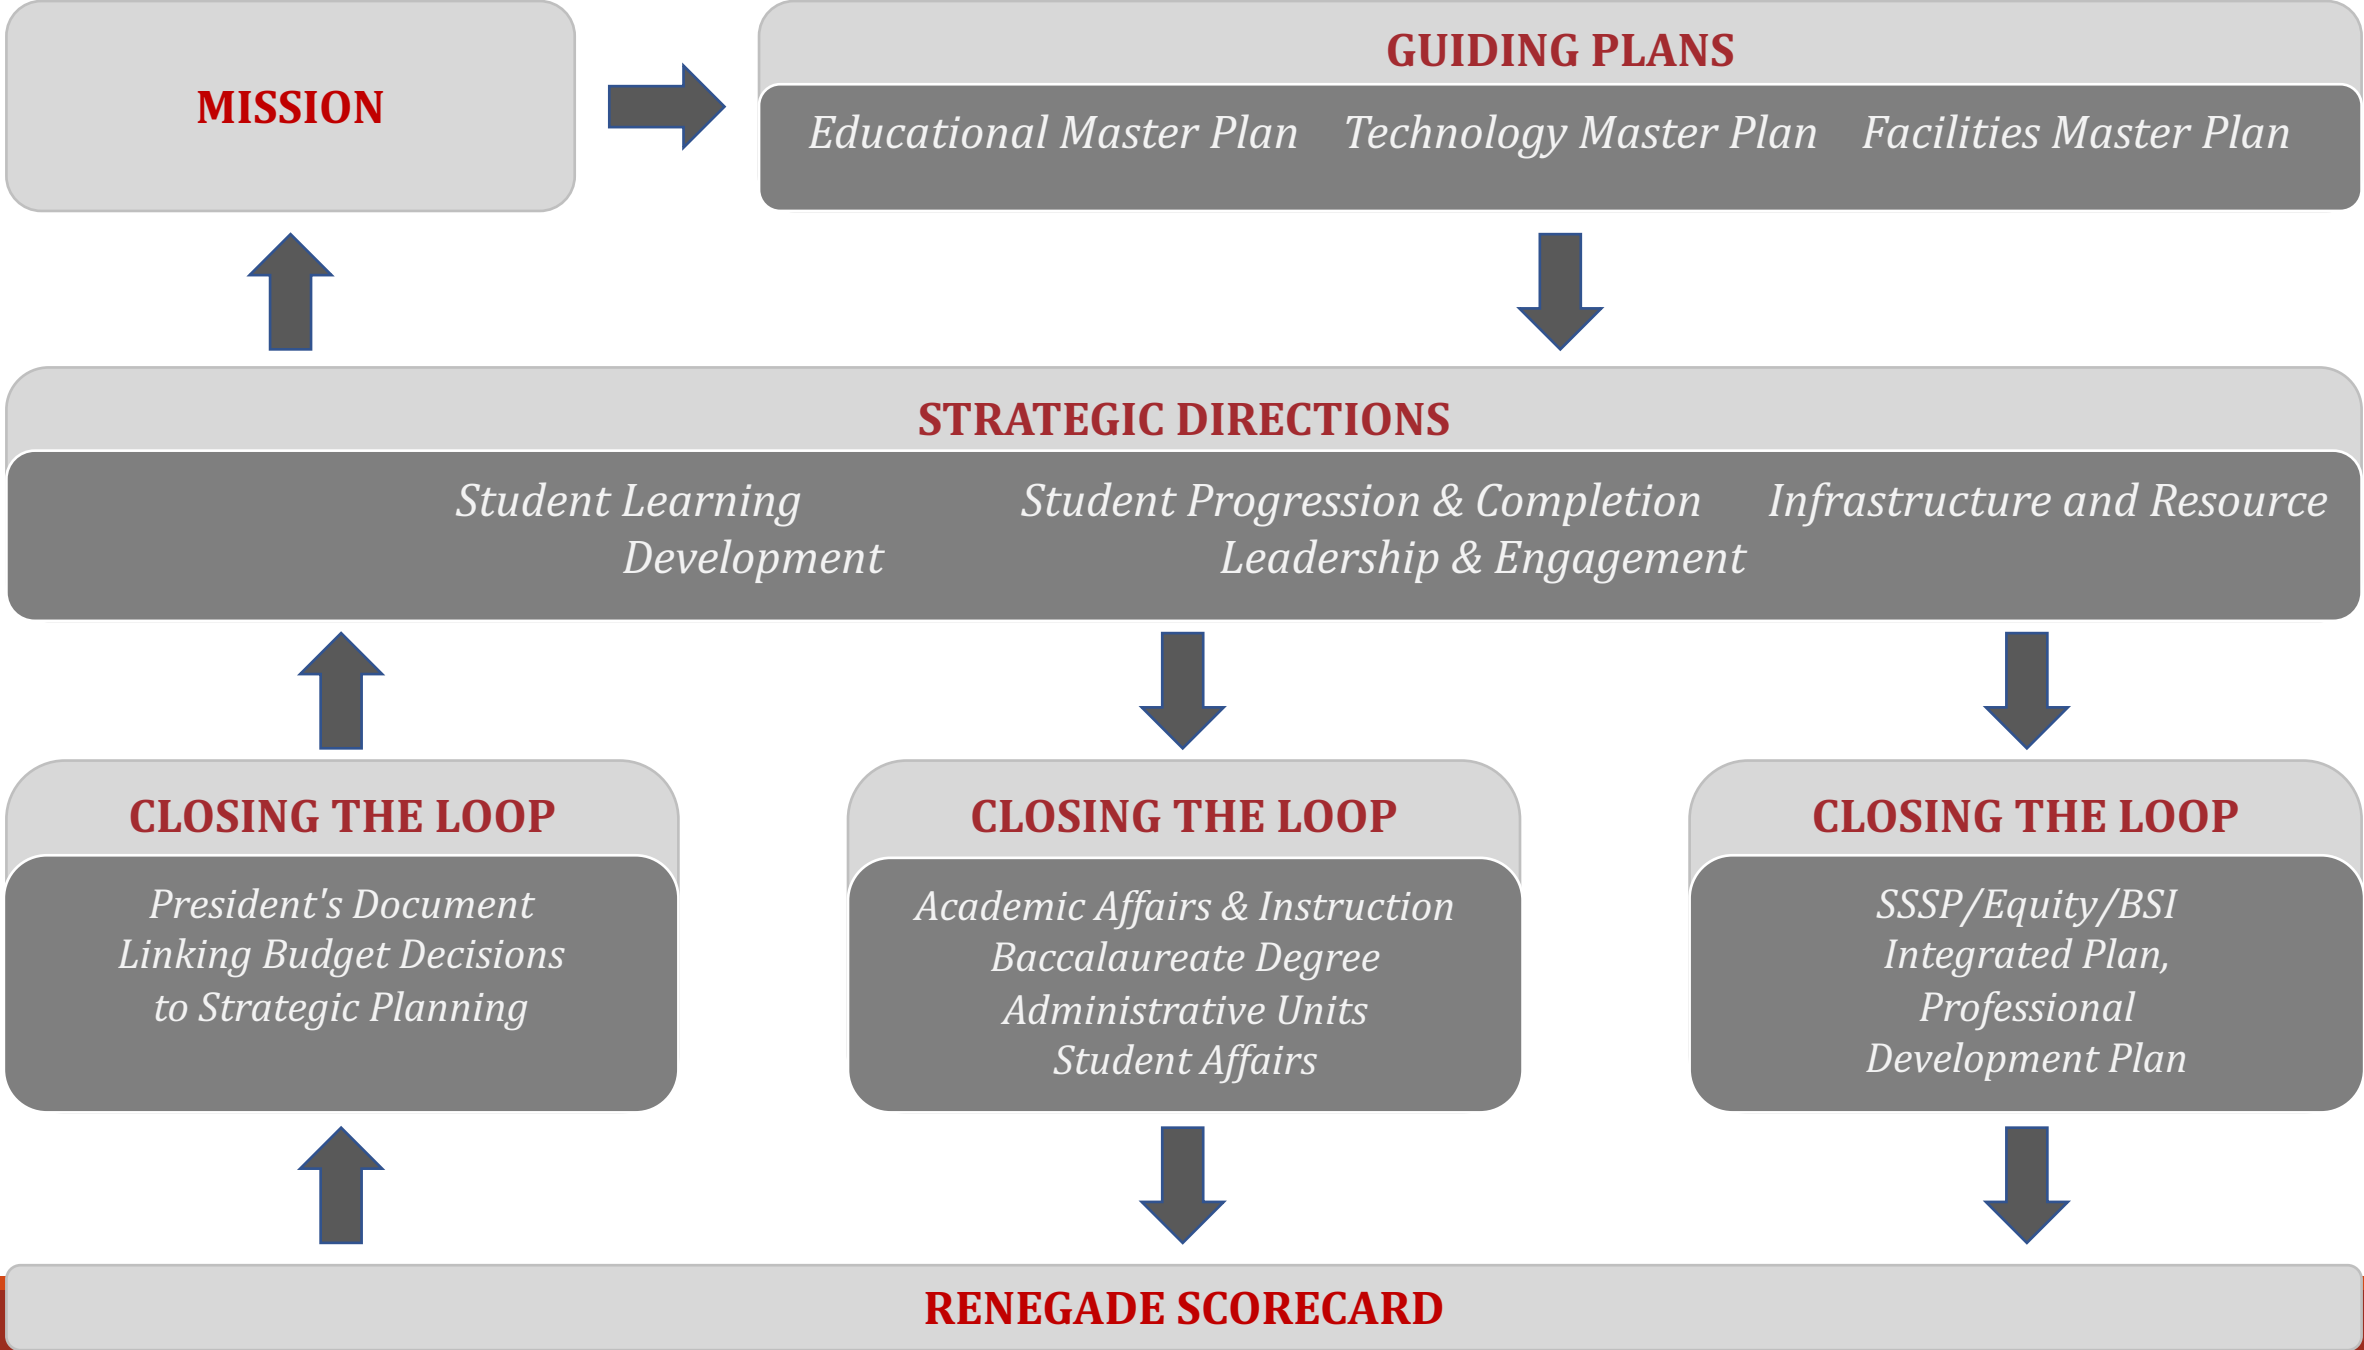 MISSION
GUIDING PLANS
Educational Master Plan Technology Master Plan Facilities Master Plan
STRATEGIC DIRECTIONS
Student Learning Student Progression & Completion Infrastructure and Resource
Development Leadership & Engagement
CLOSING THE LOOP
President's Document
Linking Budget Decisions
to Strategic Planning
CLOSING THE LOOP
Academic Affairs & Instruction
Baccalaureate Degree
Administrative Units
Student Affairs
CLOSING THE LOOP
SSSP/Equity/BSI
Integrated Plan,
Professional
Development Plan
RENEGADE SCORECARD